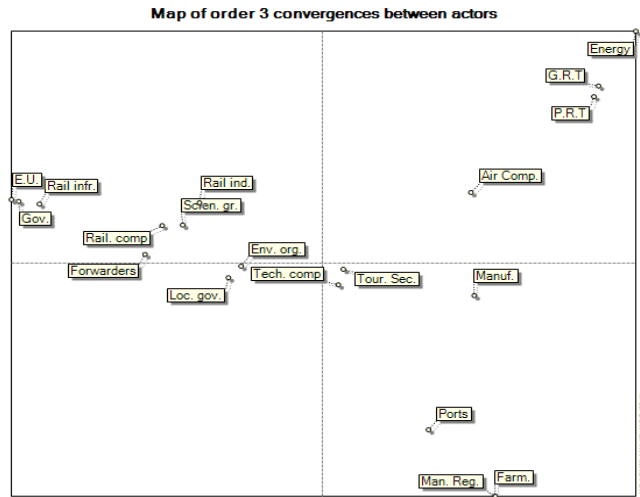 Map of order 3 convergences between actors
Energy
G.R.T
P.R.T
Air Comp.
E.U.
Rail infr.
Rail ind.
Scien. gr.
Gov.
Rail. comp
Env. org.
Forwarders
Tech. comp
Tour. Sec.
Manuf.
Loc. gov.
Ports
Man. Reg.
Farm.